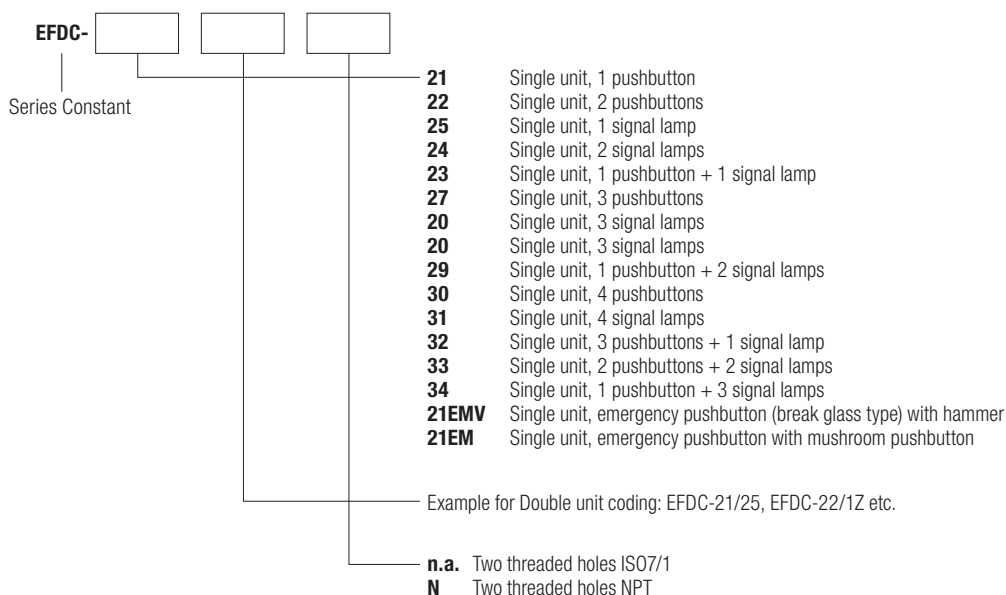 EFDC-
Series Constant
21 Single unit, 1 pushbutton
22 Single unit, 2 pushbuttons
25 Single unit, 1 signal lamp
24 Single unit, 2 signal lamps
23 Single unit, 1 pushbutton + 1 signal lamp
27 Single unit, 3 pushbuttons
20 Single unit, 3 signal lamps
20 Single unit, 3 signal lamps
29 Single unit, 1 pushbutton + 2 signal lamps
30 Single unit, 4 pushbuttons
31 Single unit, 4 signal lamps
32 Single unit, 3 pushbuttons + 1 signal lamp
33 Single unit, 2 pushbuttons + 2 signal lamps
34 Single unit, 1 pushbutton + 3 signal lamps
21EMV Single unit, emergency pushbutton (break glass type) with hammer
21EM Single unit, emergency pushbutton with mushroom pushbutton
Example for Double unit coding: EFDC-21/25, EFDC-22/1Z etc.
n.a. Two threaded holes ISO7/1
N Two threaded holes NPT